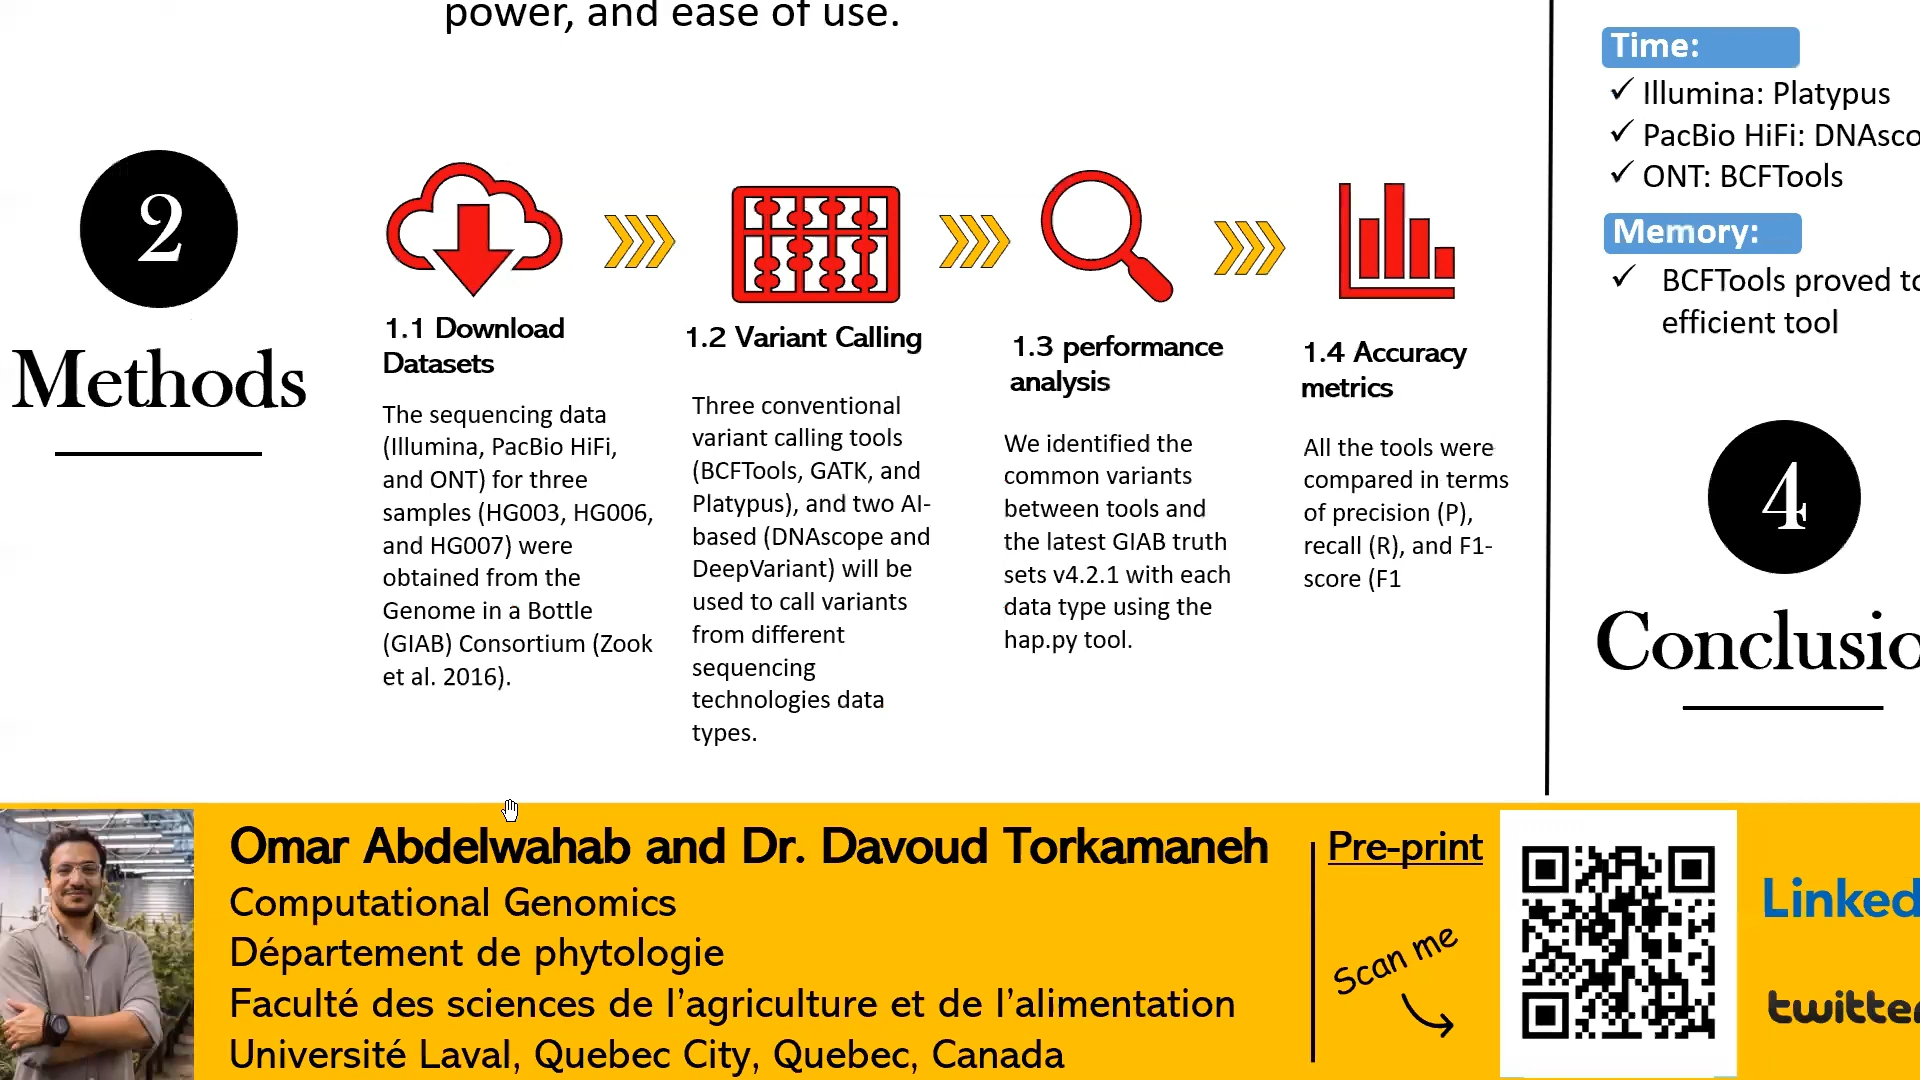 power, and ease of use.
2
Methods
1.1 Download
Datasets
The sequencing data
(Illumina, PacBio HiFi,
and ONT) for three
samples (HG003, HG006,
and HG007) were
obtained from the
Genome in a Bottle
(GIAB) Consortium (Zook
et al. 2016).
1.2 Variant Calling
Three conventional
variant calling tools
(BCFTools, GATK, and
Platypus), and two AI-
based (DNAscope and
DeepVariant) will be
used to call variants
from different
sequencing
technologies data
types.
1.3 performance
analysis
We identified the
common variants
between tools and
the latest GIAB truth
sets v4.2.1 with each
data type using the
hap.py tool.
1.4 Accuracy
metrics
All the tools were
compared in terms
of precision (P),
recall (R), and F1-
score (F1
Time:
✓ Illumina: Platypus
✓ PacBio HiFi: DNAsco
✓ ONT: BCFTools
Memory:
✓ BCFTools proved to
efficient tool
4
Conclusio
Omar Abdelwahab and Dr. Davoud Torkamaneh
Computational Genomics
Département de phytologie
Faculté des sciences de l'agriculture et de l'alimentation
Université Laval, Quebec City, Quebec, Canada
Pre-print
Scan me
Linked
twitter